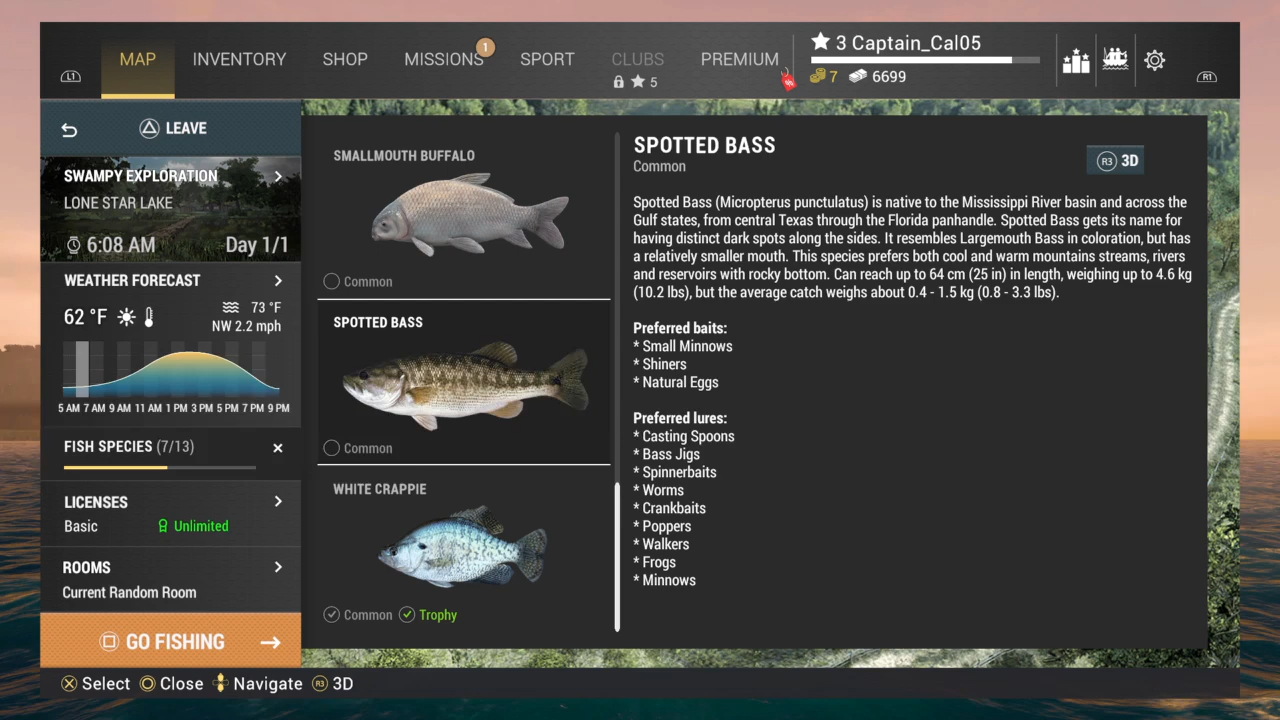 L1
MAP
INVENTORY
SHOP
MISSIONS
1
SPORT
CLUBS
5
PREMIUM
%
3 Captain_Cal05
7
6699
R1
LEAVE
SWAMPY EXPLORATION
LONE STAR LAKE
6:08 AM
Day 1/1
WEATHER FORECAST
62 °F
73 °F
NW 2.2 mph
5 AM 7 AM 9 AM 11 AM 1 PM 3 PM 5 PM 7 PM 9 PM
FISH SPECIES (7/13)
LICENSES
Basic
Unlimited
ROOMS
Current Random Room
GO FISHING
SMALLMOUTH BUFFALO
Common
SPOTTED BASS
Common
WHITE CRAPPIE
Common
Trophy
SPOTTED BASS
Common
R3 3D
Spotted Bass (Micropterus punctulatus) is native to the Mississippi River basin and across the
Gulf states, from central Texas through the Florida panhandle. Spotted Bass gets its name for
having distinct dark spots along the sides. It resembles Largemouth Bass in coloration, but has
a relatively smaller mouth. This species prefers both cool and warm mountains streams, rivers
and reservoirs with rocky bottom. Can reach up to 64 cm (25 in) in length, weighing up to 4.6 kg
(10.2 lbs), but the average catch weighs about 0.4 - 1.5 kg (0.8 - 3.3 lbs).
Preferred baits:
* Small Minnows
* Shiners
* Natural Eggs
Preferred lures:
* Casting Spoons
* Bass Jigs
* Spinnerbaits
* Worms
* Crankbaits
* Poppers
* Walkers
* Frogs
* Minnows
Select
Close
Navigate
R3 3D